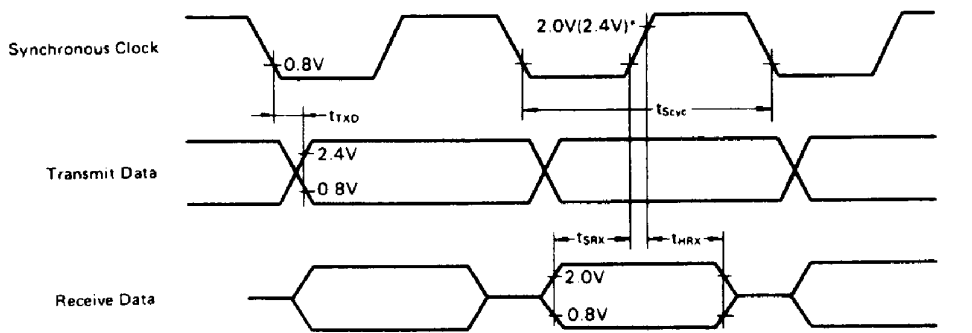 2.0V(2.4V)*
Synchronous Clock
0.8V
tTXD
tScyc
2.4V
Transmit Data
0.8V
tSRX
tHRX
2.0V
Receive Data
0.8V